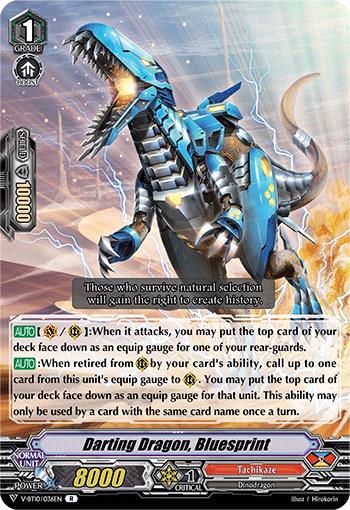 1
GRADE
BOOST
SHIELD
10000
Those who survive natural selection
will gain the right to create history.
AUTO [ V / R ]:When it attacks, you may put the top card of your
deck face down as an equip gauge for one of your rear-guards.
AUTO:When retired from R by your card's ability, call up to one
card from this unit's equip gauge to R. You may put the top card of
your deck face down as an equip gauge for that unit. This ability may
only be used by a card with the same card name once a turn.
Darting Dragon, Bluesprint
NORMAL
UNIT
POWER 8000
1
CRITICAL
Tachikaze
Dinodragon
V-BT10/036EN R
illust / Hirokorin